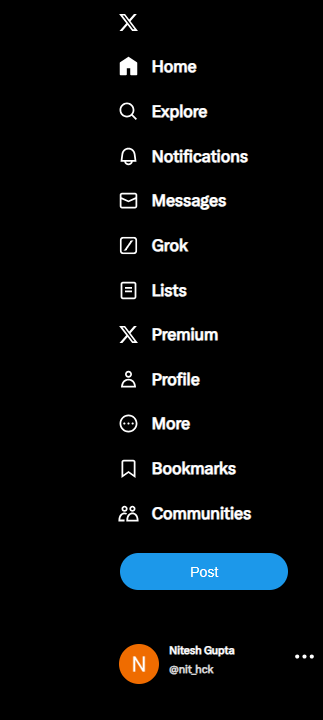 Home
Explore
Notifications
Messages
Grok
Lists
Premium
Profile
More
Bookmarks
Communities
Post
N
Nitesh Gupta
@nit_hck